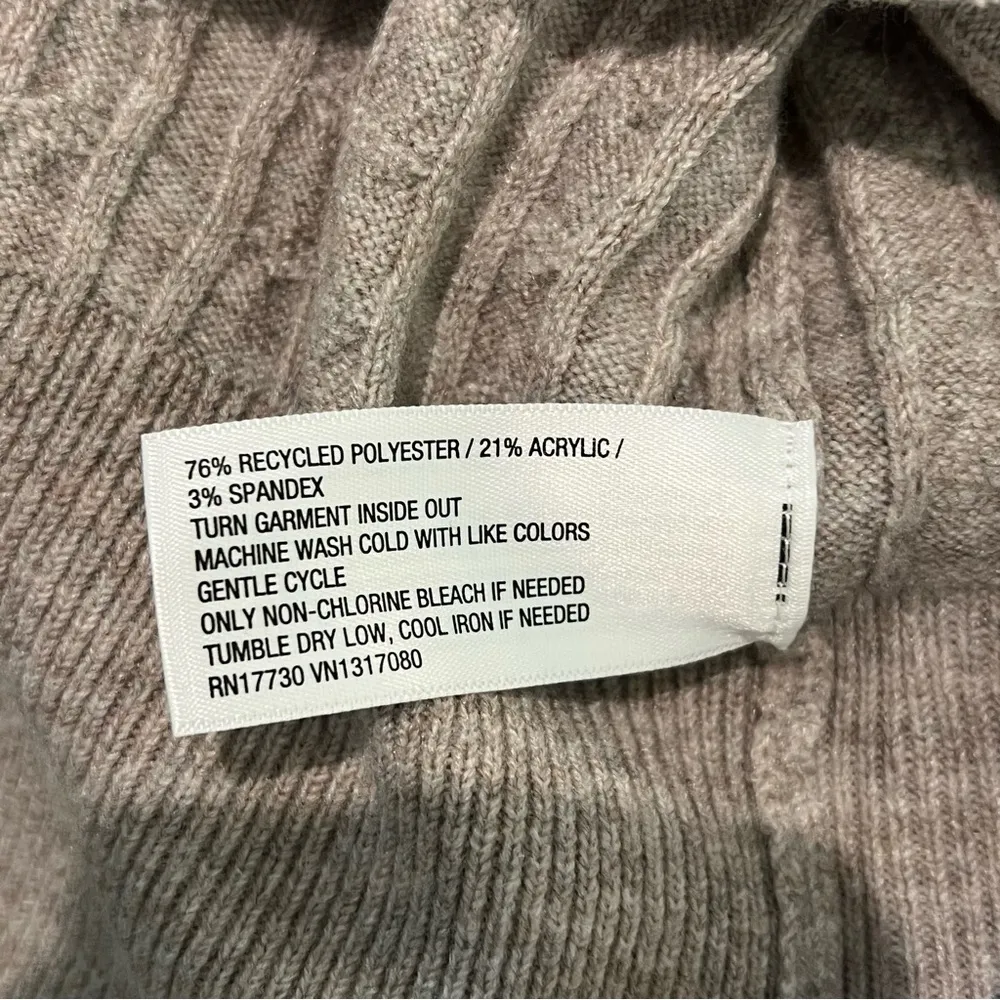 76% RECYCLED POLYESTER / 21% ACRYLIC /
3% SPANDEX
TURN GARMENT INSIDE OUT
MACHINE WASH COLD WITH LIKE COLORS
GENTLE CYCLE
ONLY NON-CHLORINE BLEACH IF NEEDED
TUMBLE DRY LOW, COOL IRON IF NEEDED
RN17730 VN1317080